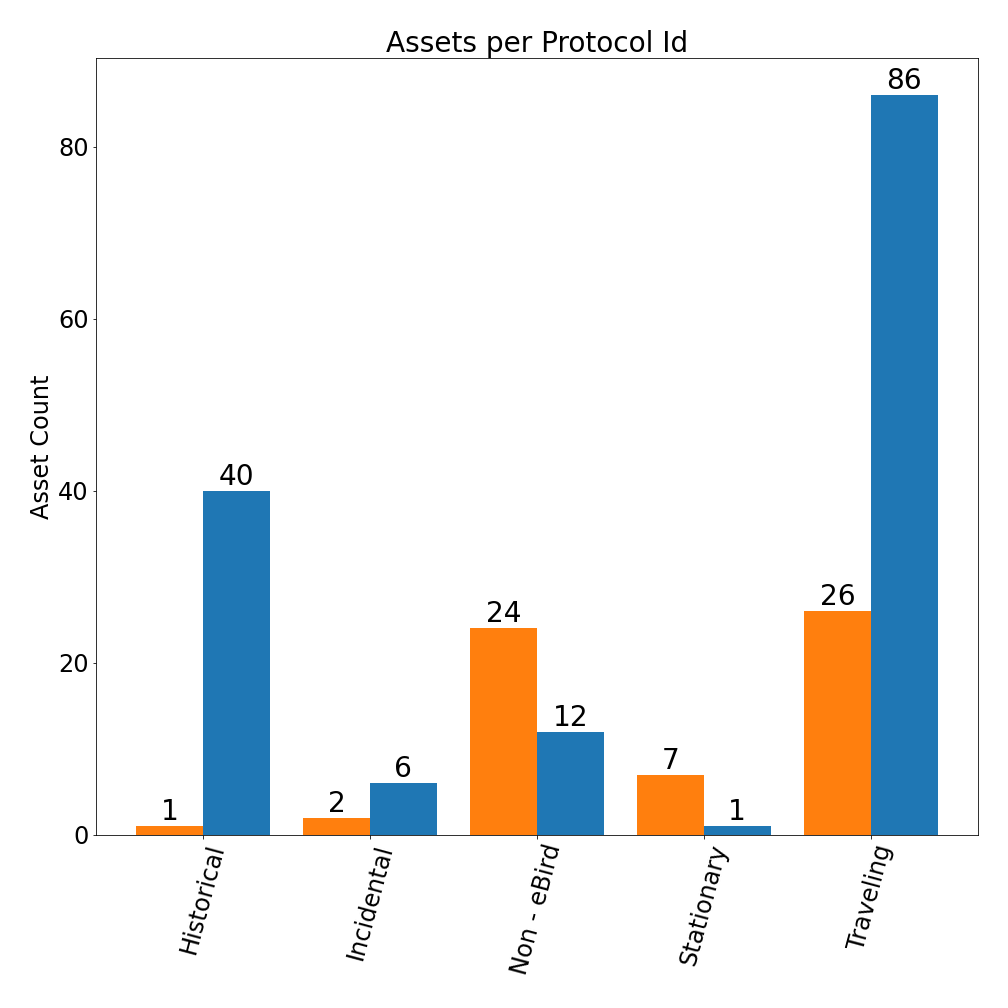 Assets per Protocol Id
Asset Count
80
60
40
20
0
1
40
2
6
24
12
7
1
26
86
Historical
Incidental
Non - eBird
Stationary
Traveling